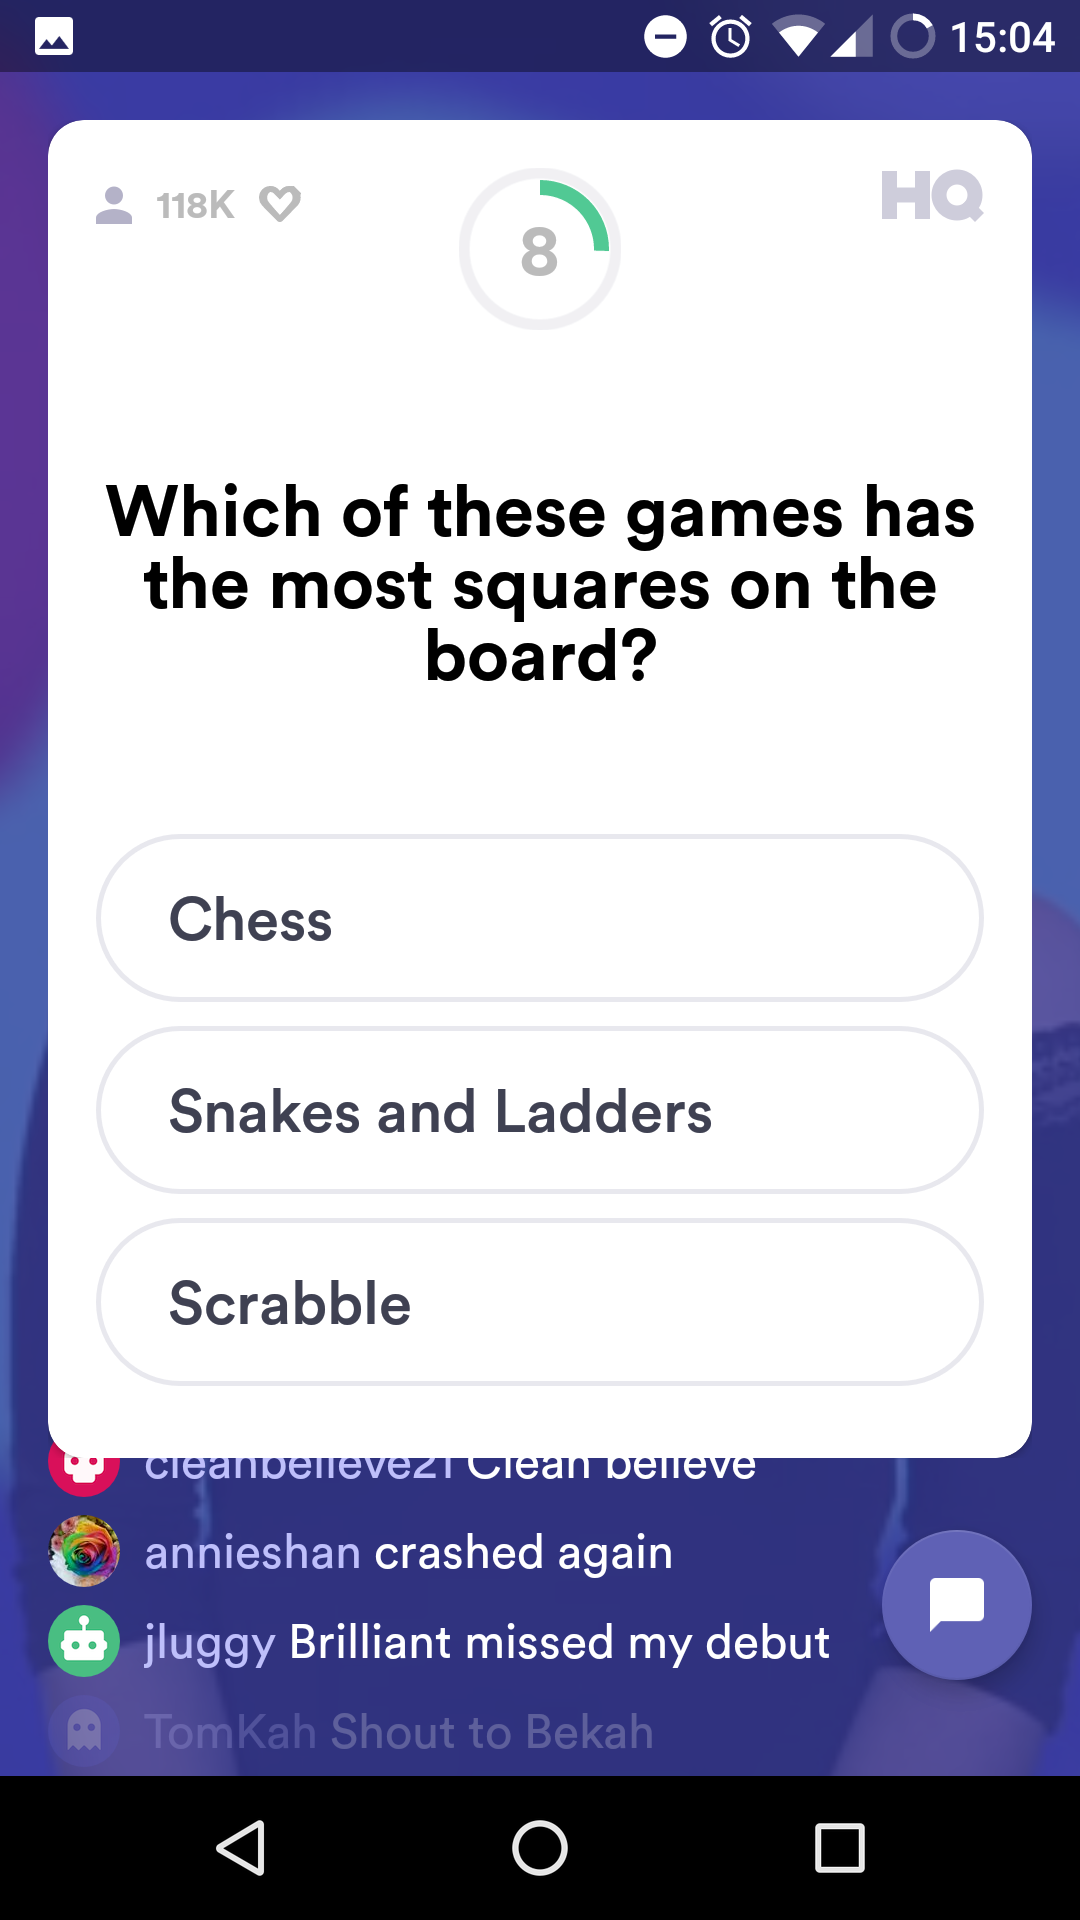 15:04
118K
8
HQ
Which of these games has
the most squares on the
board?
Chess
Snakes and Ladders
Scrabble
cleanbelieve21 Clean believe
annieshan crashed again
jluggy Brilliant missed my debut
TomKah Shout to Bekah